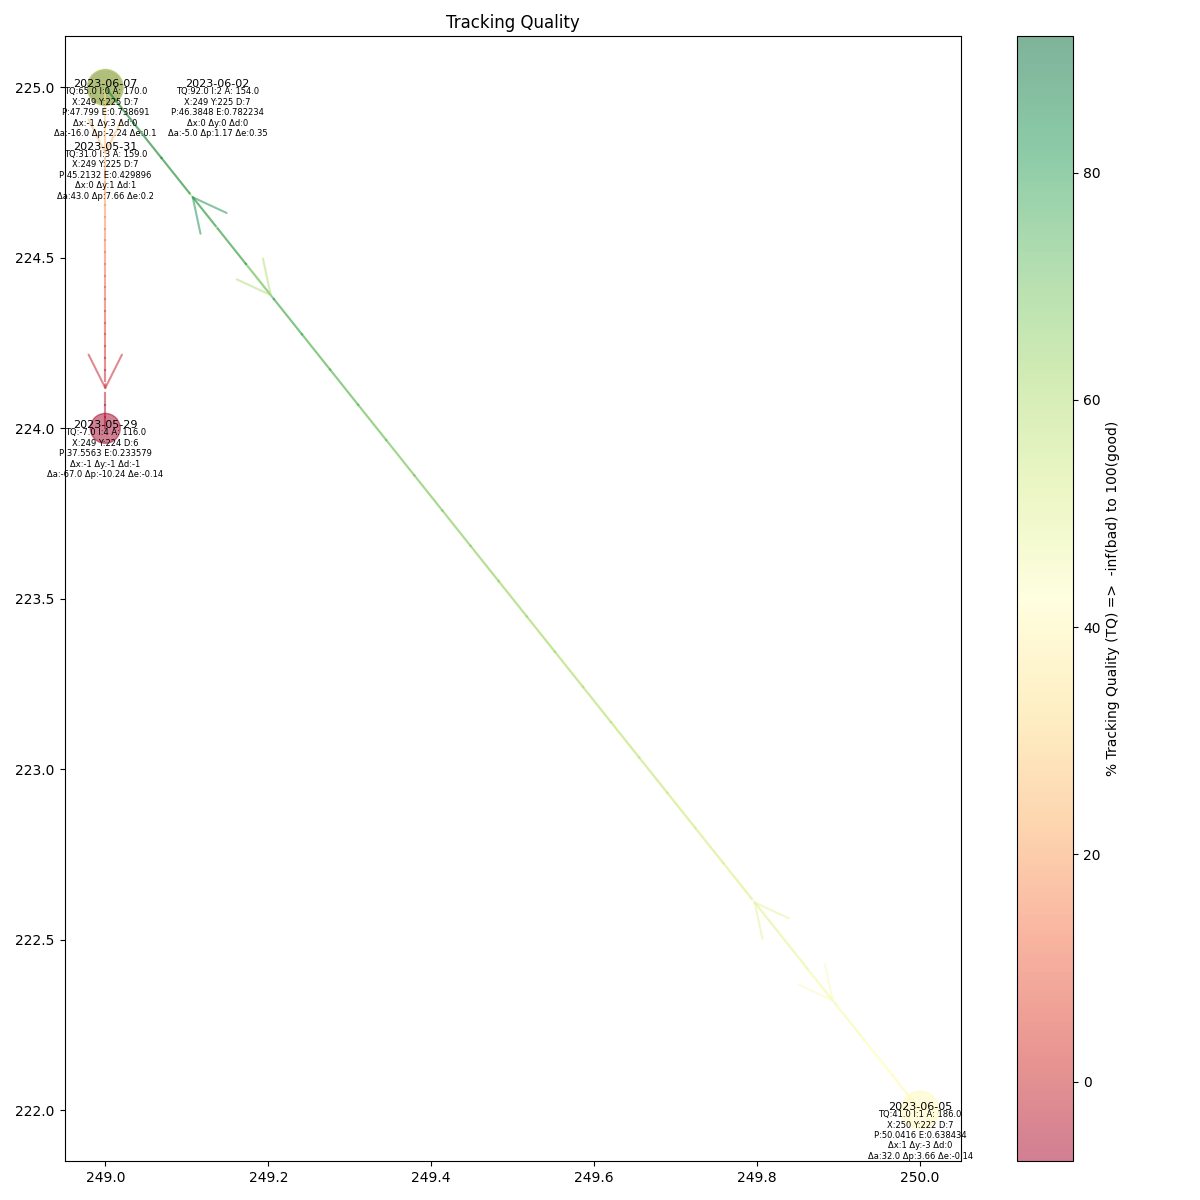 Tracking Quality
225.0
224.5
224.0
223.5
223.0
222.5
222.0
2023-06-07
TQ:65.0 I:0 A: 170.0
X:249 Y:225 D:7
P:47.799 E:0.738691
Δx:-1 Δy:3 Δd:0
Δa:-16.0 Δp:-2.24 Δe:0.1
2023-06-02
TQ:92.0 I:2 A: 154.0
X:249 Y:225 D:7
P:46.3848 E:0.782234
Δx:0 Δy:0 Δd:0
Δa:-5.0 Δp:1.17 Δe:0.35
2023-05-31
TQ:31.0 I:3 A: 159.0
X:249 Y:225 D:7
P:45.2132 E:0.429896
Δx:0 Δy:1 Δd:1
Δa:43.0 Δp:7.66 Δe:0.2
2023-05-29
TQ:-7.0 I:4 A: 116.0
X:249 Y:224 D:6
P:37.5563 E:0.233579
Δx:-1 Δy:-1 Δd:-1
Δa:-67.0 Δp:-10.24 Δe:-0.14
2023-06-05
TQ:41.0 I:1 A: 186.0
X:250 Y:222 D:7
P:50.0416 E:0.638434
Δx:1 Δy:-3 Δd:0
Δa:32.0 Δp:3.66 Δe:-0.14
249.0 249.2 249.4 249.6 249.8 250.0
80
60
40
20
0
% Tracking Quality (TQ) => -inf(bad) to 100(good)